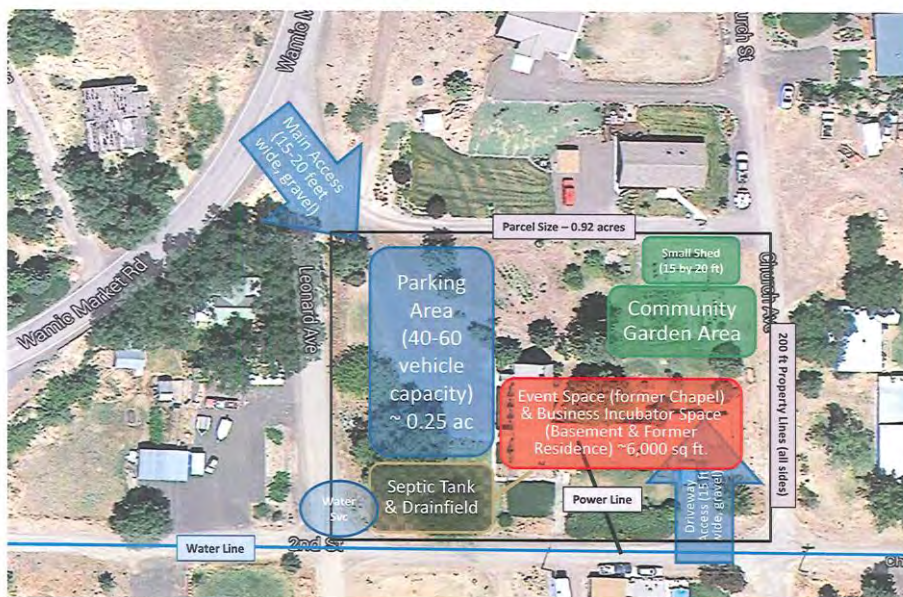 Wamic
Church St
Main Access
(15-20 feet
wide, gravel)
Parcel Size – 0.92 acres
Wamic Market Rd
Leonard Ave
Parking
Area
(40-60
vehicle
capacity)
~ 0.25 ac
Small Shed
(15 by 20 ft)
Community
Garden Area
Church Ave
200 ft Property Lines (all sides)
Event Space (former Chapel)
& Business Incubator Space
(Basement & Former
Residence) ~6,000 sq ft.
Septic Tank
& Drainfield
Water
Svc
Power Line
Driveway
Access (15 ft
wide, gravel)
Water Line
2nd St